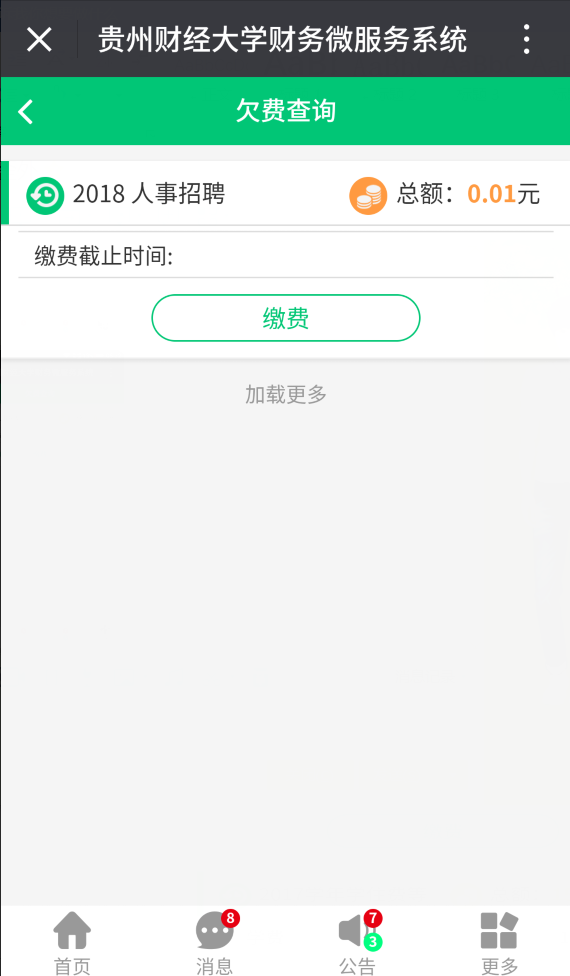 贵州财经大学财务微服务系统
欠费查询
2018 人事招聘 总额：0.01元
缴费截止时间:
缴费
加载更多
8 7
3
首页 消息 公告 更多